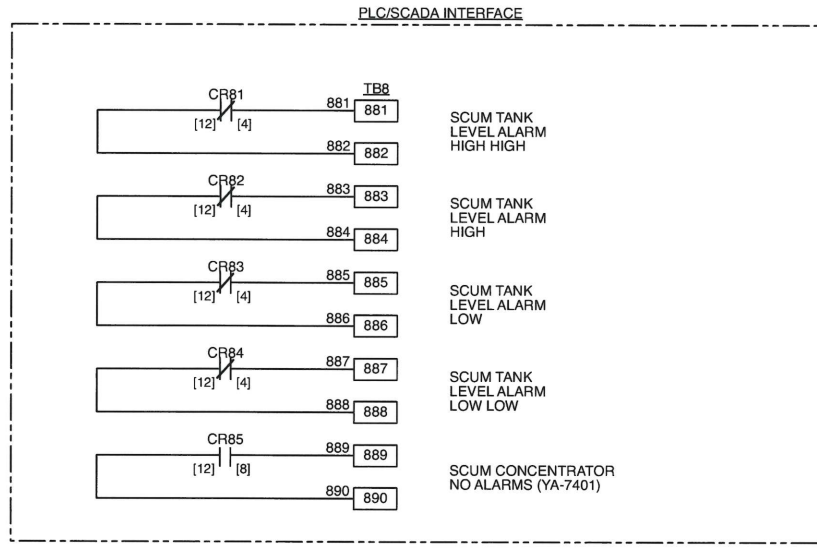 PLC/SCADA INTERFACE
TB8
CR81
[12] [4]
881
881
882
882
SCUM TANK
LEVEL ALARM
HIGH HIGH
CR82
[12] [4]
883
883
884
884
SCUM TANK
LEVEL ALARM
HIGH
CR83
[12] [4]
885
885
886
886
SCUM TANK
LEVEL ALARM
LOW
CR84
[12] [4]
887
887
888
888
SCUM TANK
LEVEL ALARM
LOW LOW
CR85
[12] [8]
889
889
890
890
SCUM CONCENTRATOR
NO ALARMS (YA-7401)